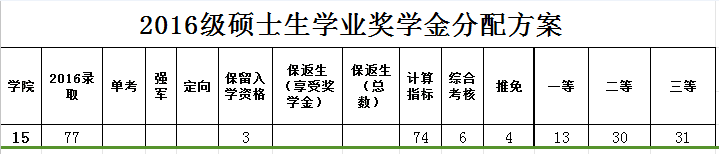 2016级硕士生学业奖学金分配方案
学院 2016录取 单考 强军 定向 保留入学资格 保返生（享受奖学金） 保返生（总数） 计算指标 综合考核 推免 一等 二等 三等
15 77 3 74 6 4 13 30 31